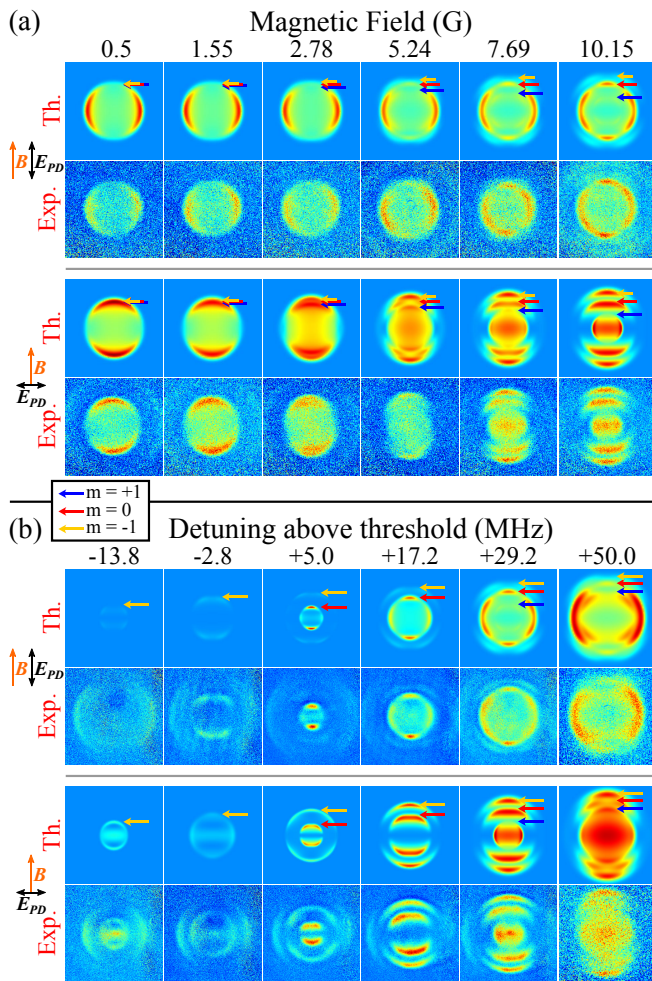 (a) Magnetic Field (G)
0.5 1.55 2.78 5.24 7.69 10.15
Th.
B E_PD
Exp.
Th.
B
E_PD
Exp.
m = +1
m = 0
m = -1
(b) Detuning above threshold (MHz)
-13.8 -2.8 +5.0 +17.2 +29.2 +50.0
Th.
B E_PD
Exp.
Th.
B
E_PD
Exp.